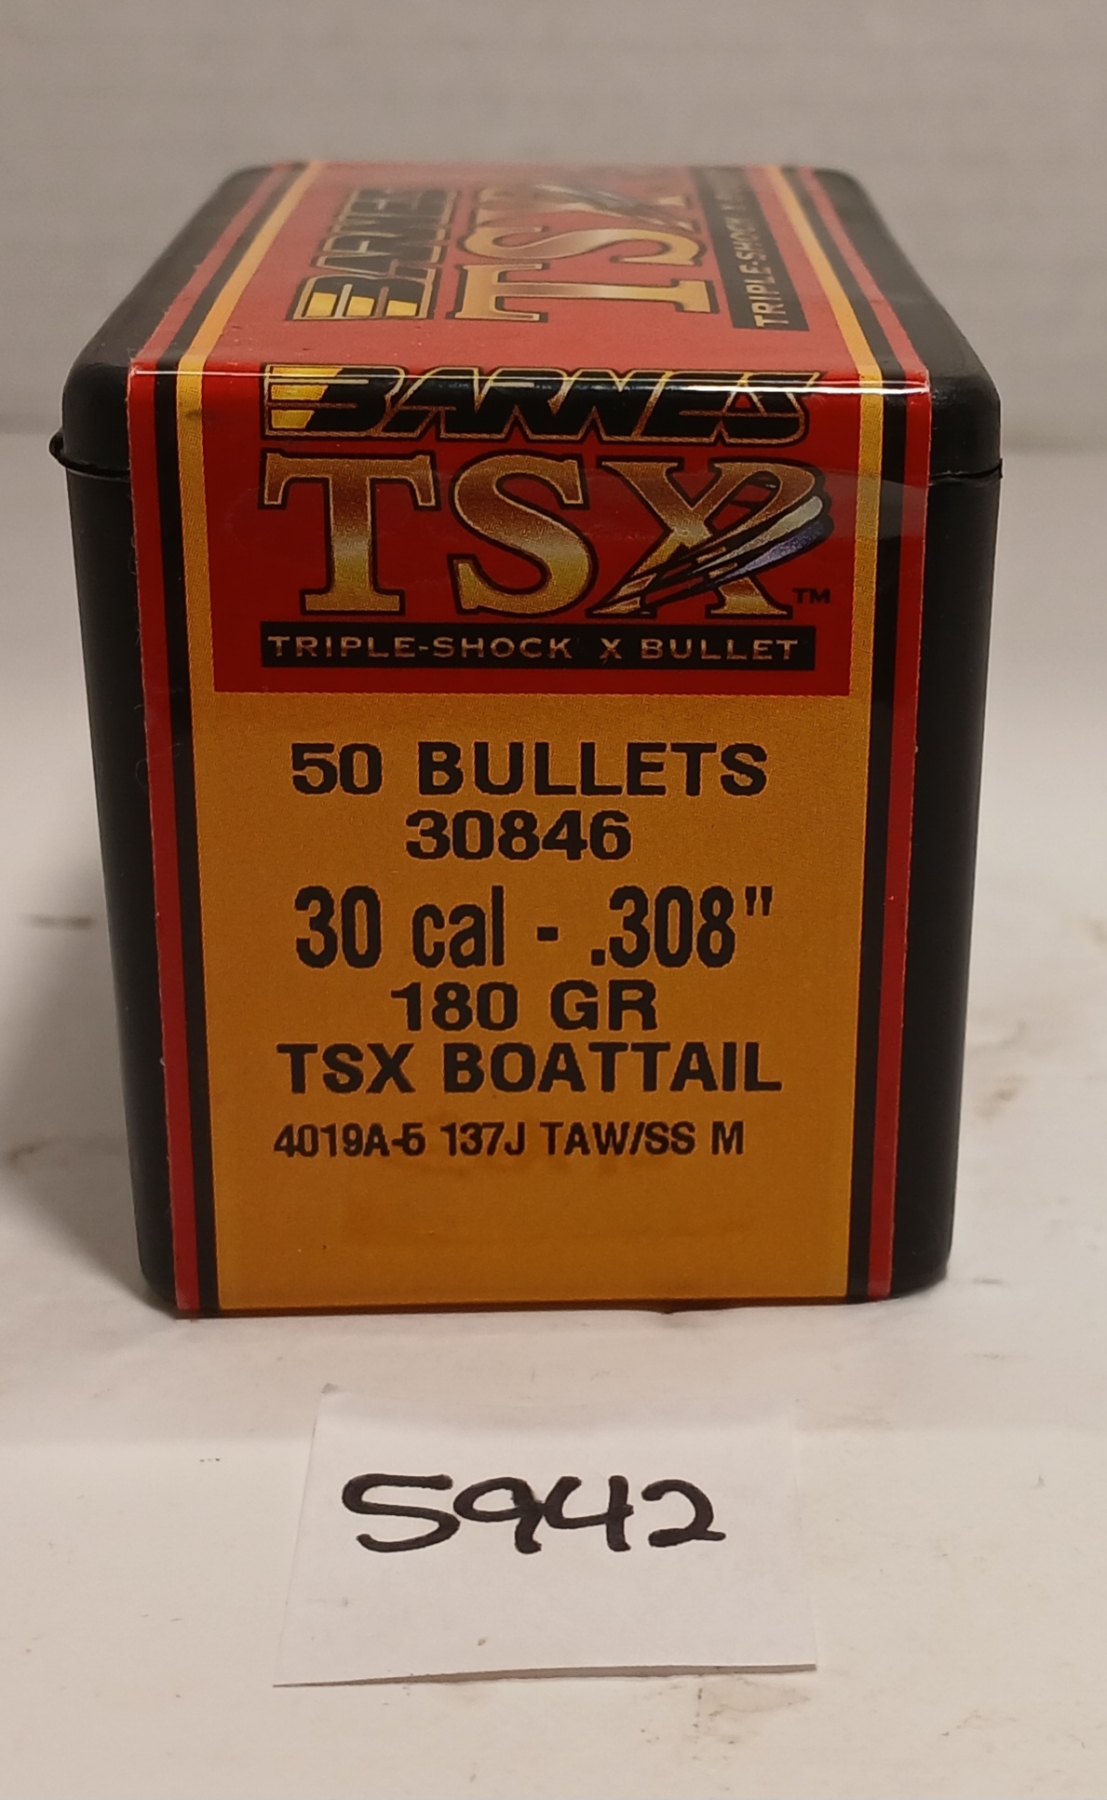 BARNES
TSX
TRIPLE-SHOCK X
BARNES
TSX™
TRIPLE-SHOCK X BULLET
50 BULLETS
30846
30 cal - .308"
180 GR
TSX BOATTAIL
4019A-5 137J TAW/SS M
5942